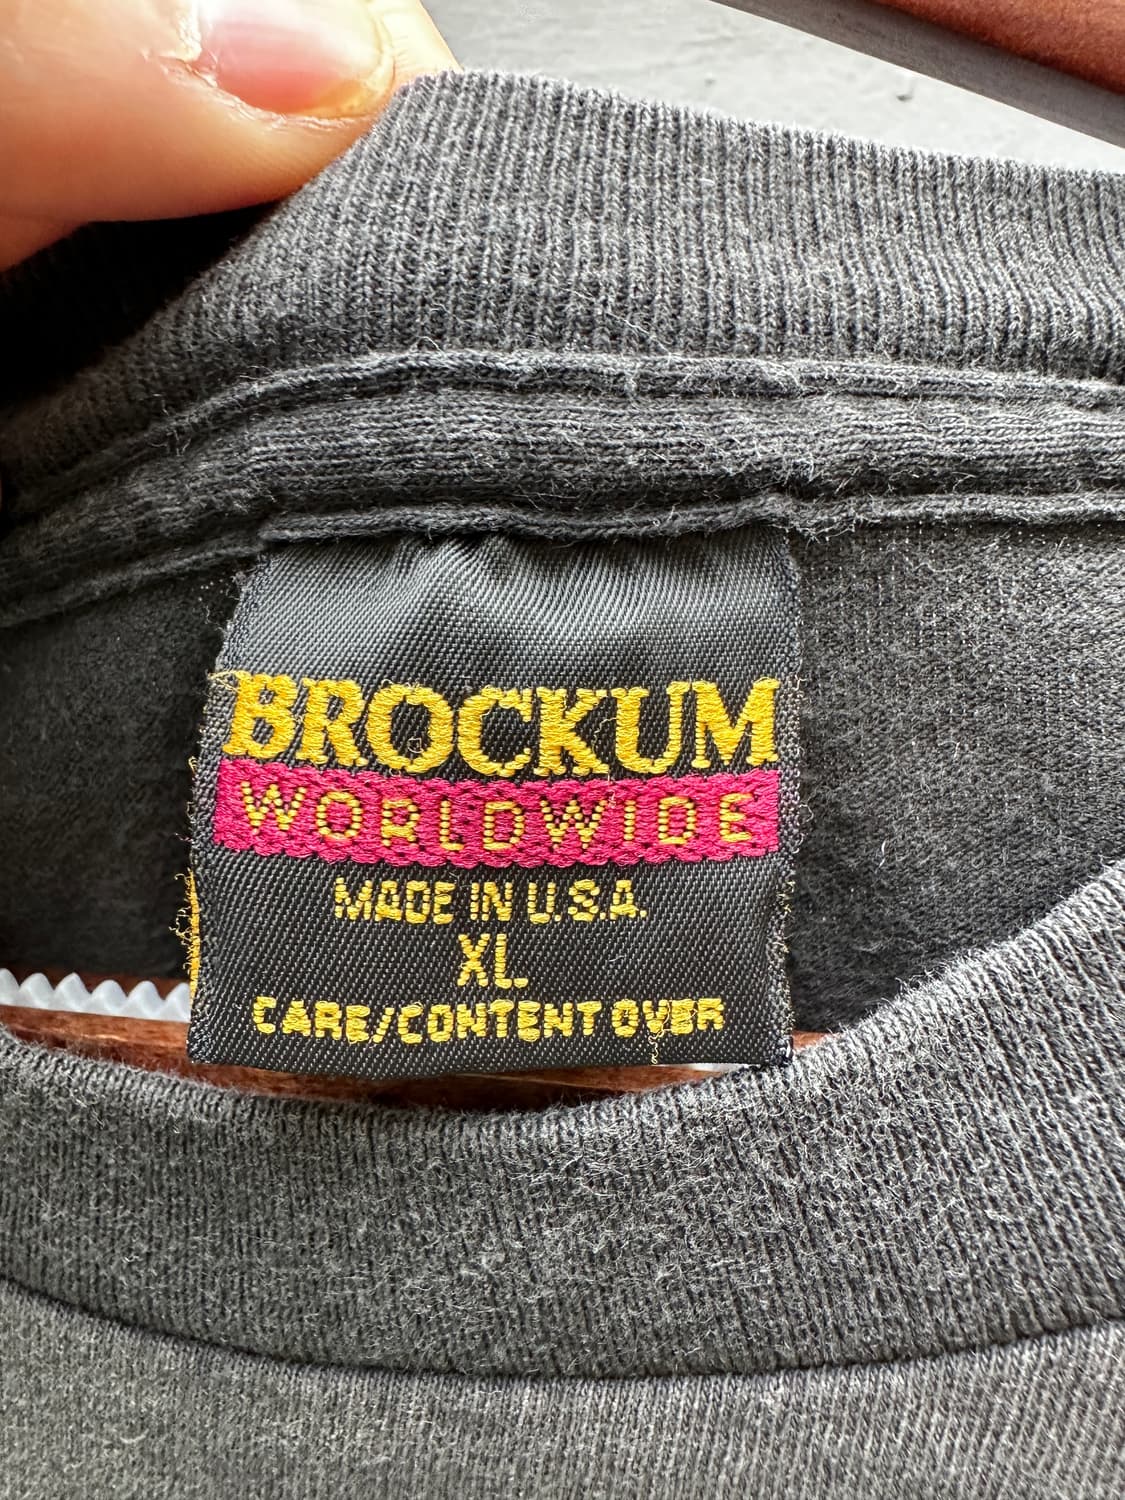 BROCKUM
WORLDWIDE
MADE IN U.S.A.
XL
CARE/CONTENT OVER